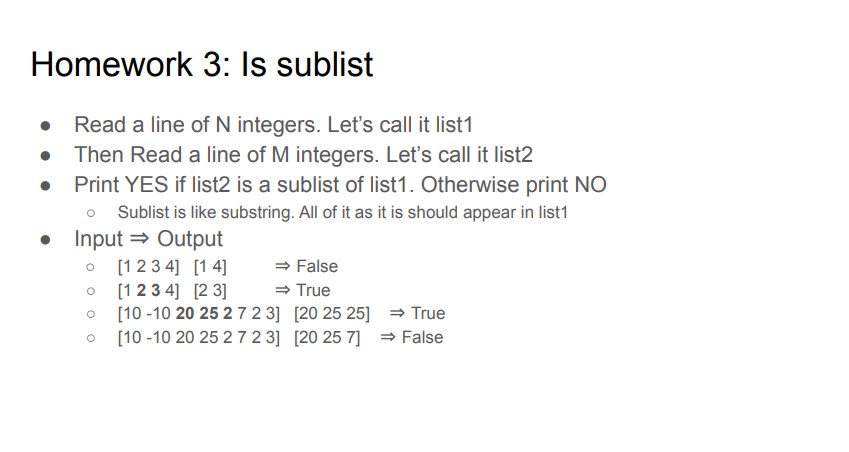 Homework 3: Is sublist
● Read a line of N integers. Let’s call it list1
● Then Read a line of M integers. Let’s call it list2
● Print YES if list2 is a sublist of list1. Otherwise print NO
○ Sublist is like substring. All of it as it is should appear in list1
● Input ⇒ Output
○ [1 2 3 4] [1 4] ⇒ False
○ [1 2 3 4] [2 3] ⇒ True
○ [10 -10 20 25 2 7 2 3] [20 25 25] ⇒ True
○ [10 -10 20 25 2 7 2 3] [20 25 7] ⇒ False